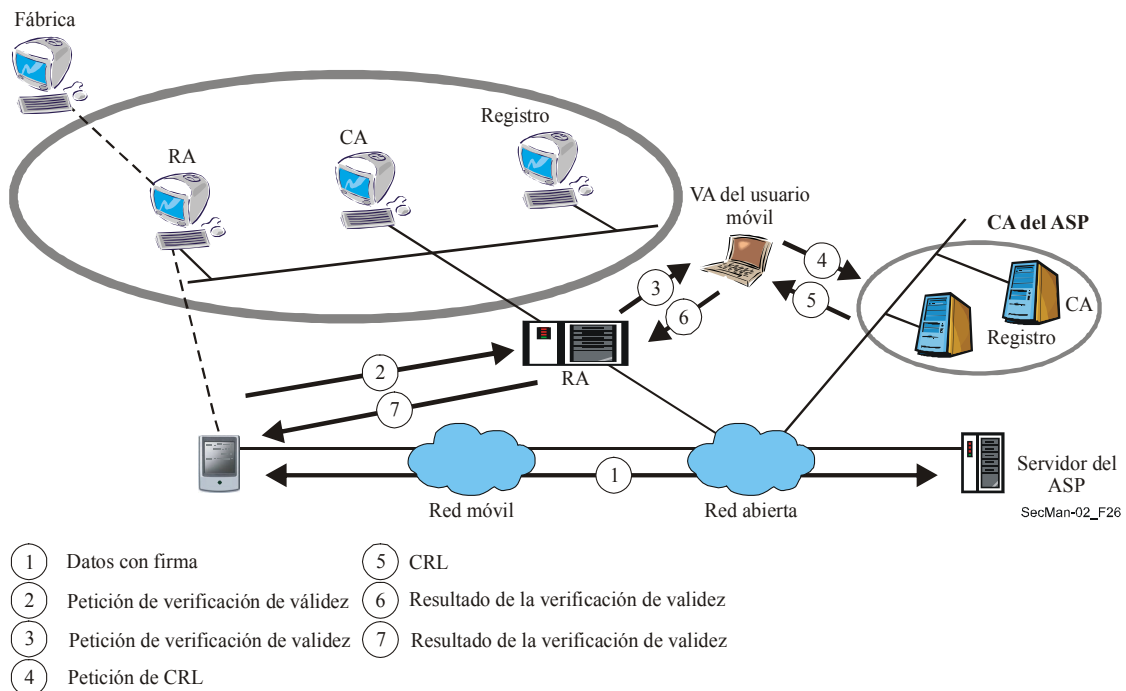 Fábrica
RA
CA
Registro
VA del usuario
móvil
CA del ASP
4
3
5
6
CA
Registro
RA
2
7
1
Red móvil
Red abierta
Servidor del
ASP
SecMan-02_F26
1 Datos con firma
2 Petición de verificación de válidez
3 Petición de verificación de validez
4 Petición de CRL
5 CRL
6 Resultado de la verificación de validez
7 Resultado de la verificación de validez